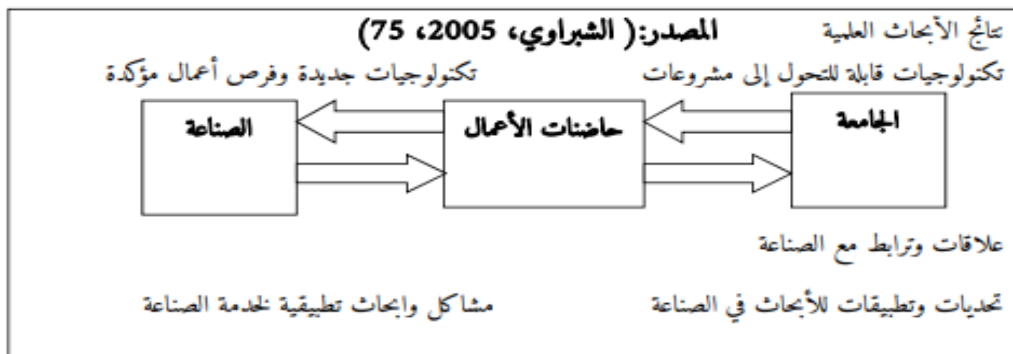 نتائج الآبحاث العلمية المصدر:( الشبراوي، 2005، 75)
تكنولوجيات قابلة للتحول إلى مشروعات تكنولوجيات جديدة وفرص أعمال مؤكدة
الجامعة حاضنات الأعمال الصناعة
علاقات وترابط مع الصناعة
تحديات وتطبيقات للأبحاث في الصناعة مشاكل وابحاث تطبيقية لخدمة الصناعة